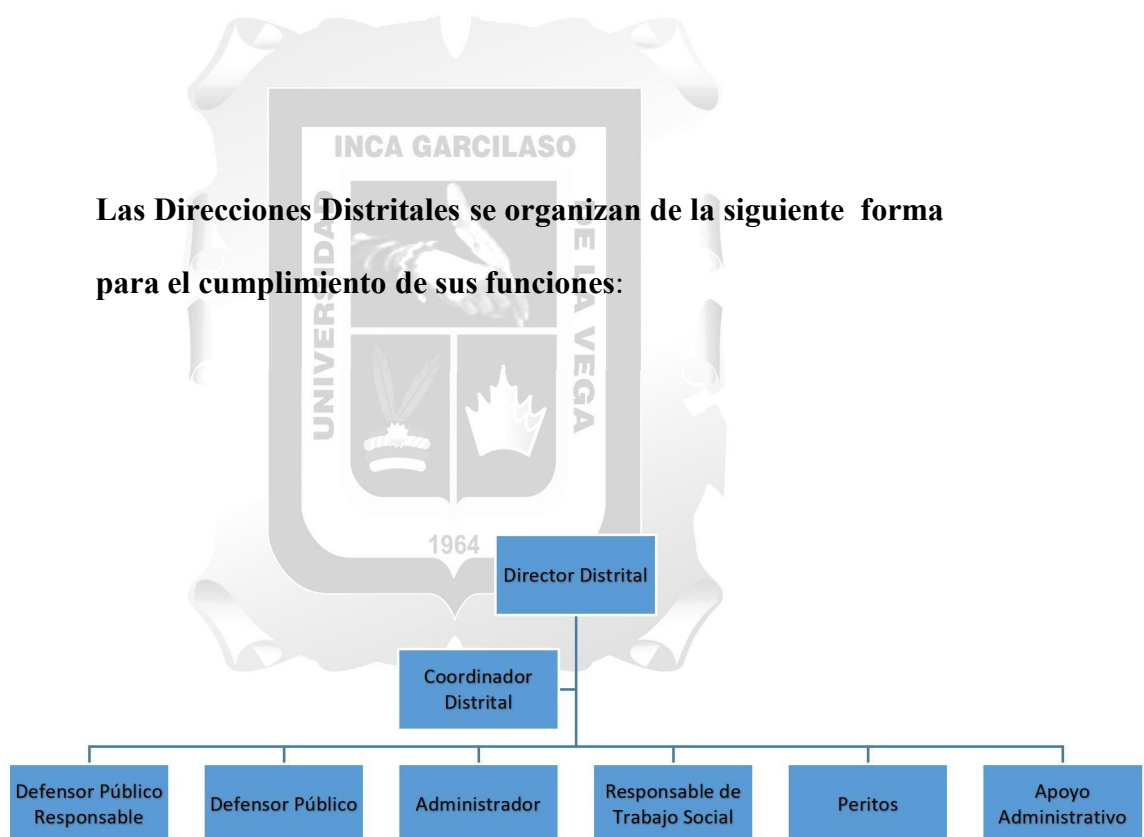 INCA GARCILASO
UNIVERSIDAD
DE LA VEGA
1964
Las Direcciones Distritales se organizan de la siguiente forma
para el cumplimiento de sus funciones:
Director Distrital
Coordinador
Distrital
Defensor Público
Responsable
Defensor Público
Administrador
Responsable de
Trabajo Social
Peritos
Apoyo
Administrativo